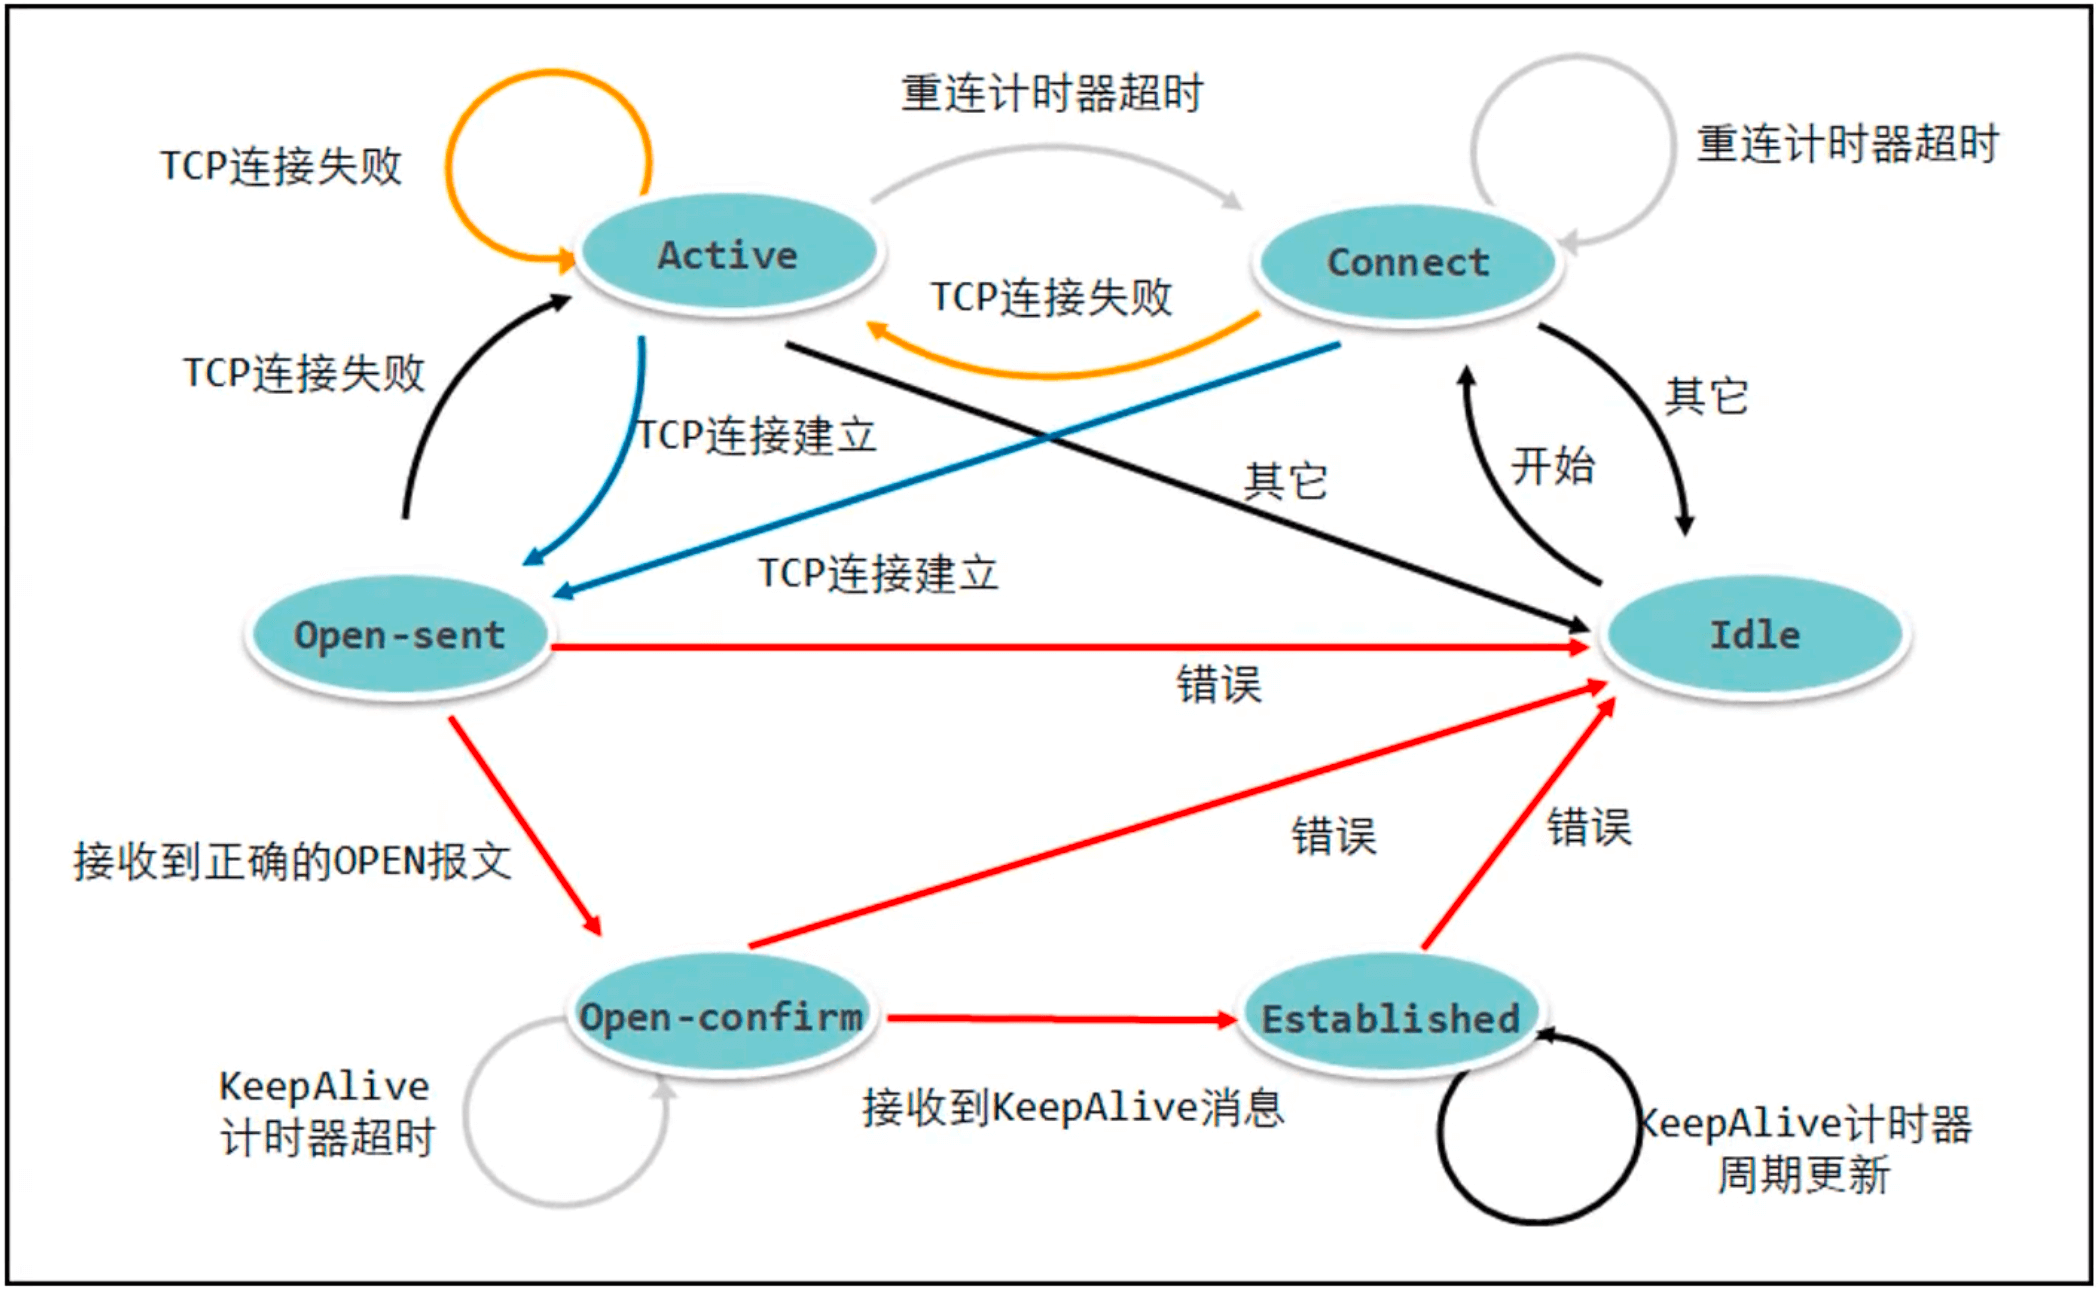 重连计时器超时
TCP连接失败
重连计时器超时
Active
Connect
TCP连接失败
TCP连接失败
其它
TCP连接建立
开始
其它
TCP连接建立
Open-sent
Idle
错误
错误
错误
接收到正确的OPEN报文
Open-confirm
Established
KeepAlive
计时器超时
接收到KeepAlive消息
KeepAlive计时器
周期更新